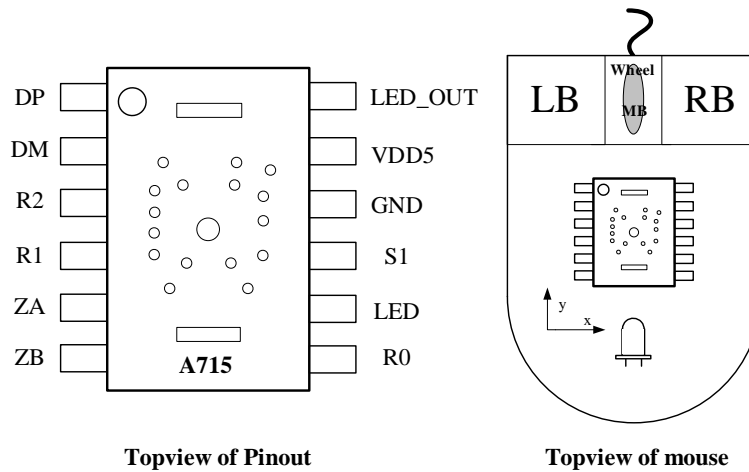 DP
DM
R2
R1
ZA
ZB
LED_OUT
VDD5
GND
S1
LED
R0
A715
Topview of Pinout
Wheel
LB
MB
RB
y
x
Topview of mouse